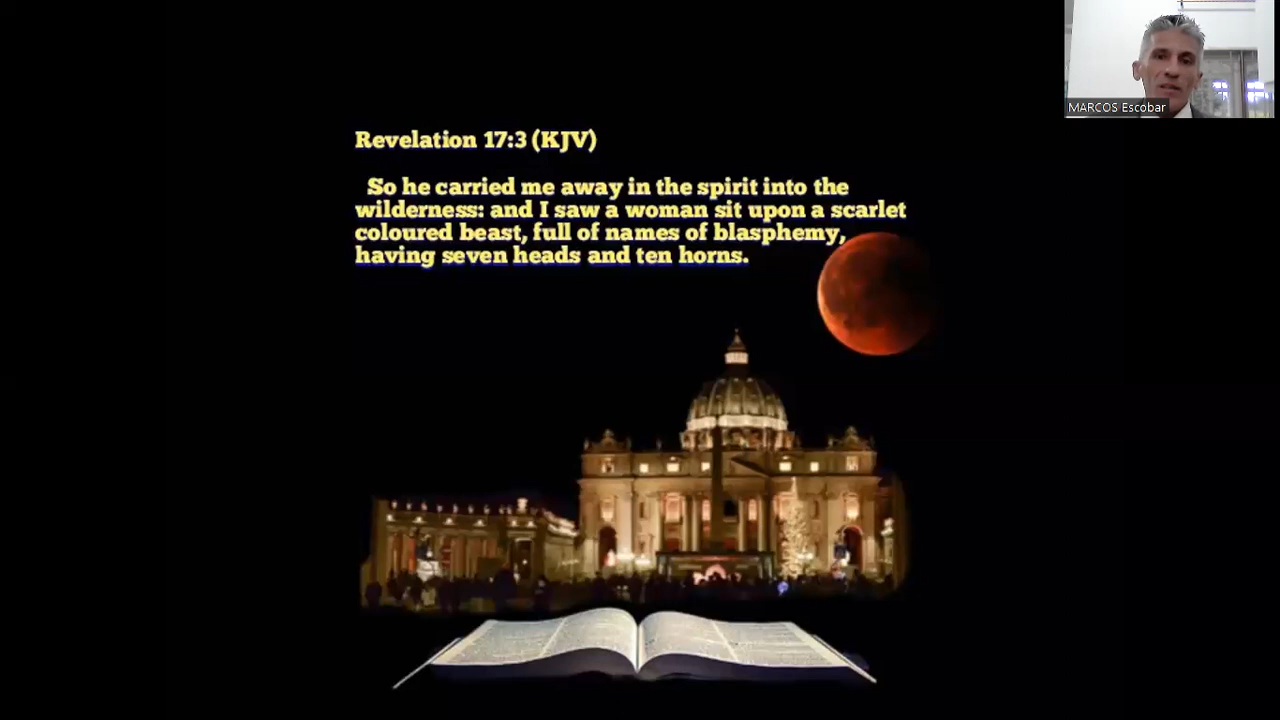 MARCOS Escobar
Revelation 17:3 (KJV)
So he carried me away in the spirit into the
wilderness: and I saw a woman sit upon a scarlet
coloured beast, full of names of blasphemy,
having seven heads and ten horns.